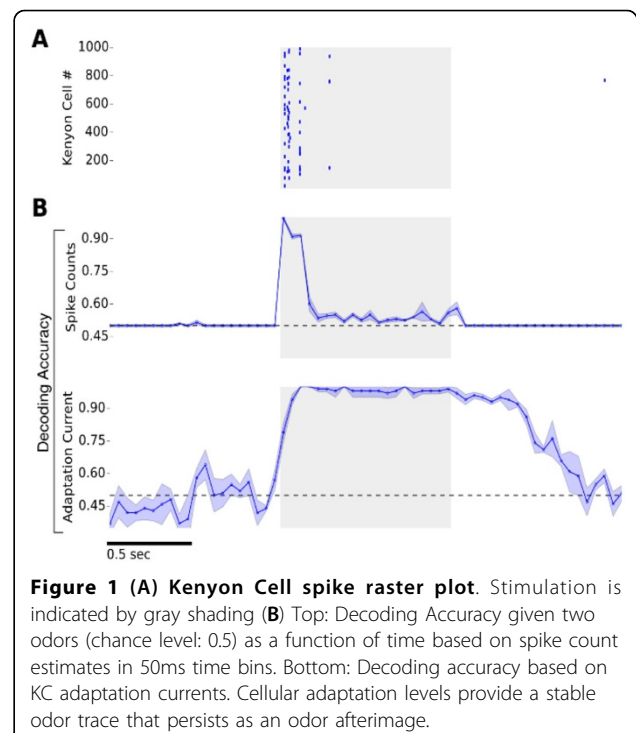 A
1000
800
600
400
200
Kenyon Cell #
B
Decoding Accuracy
Spike Counts
0.90
0.75
0.60
0.45
Adaptation Current
0.90
0.75
0.60
0.45
0.5 sec
Figure 1 (A) Kenyon Cell spike raster plot. Stimulation is
indicated by gray shading (B) Top: Decoding Accuracy given two
odors (chance level: 0.5) as a function of time based on spike count
estimates in 50ms time bins. Bottom: Decoding accuracy based on
KC adaptation currents. Cellular adaptation levels provide a stable
odor trace that persists as an odor afterimage.